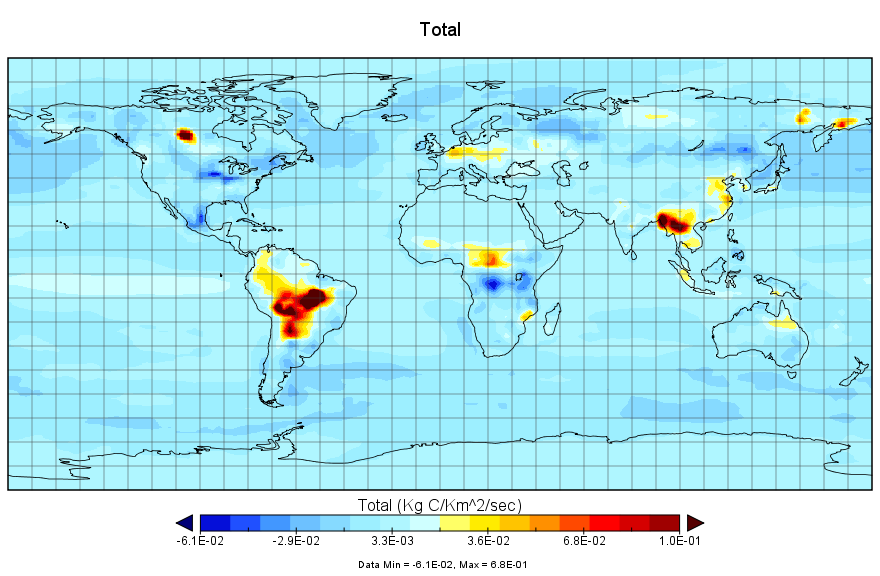 Total
Total (Kg C/Km^2/sec)
-6.1E-02 -2.9E-02 3.3E-03 3.6E-02 6.8E-02 1.0E-01
Data Min = -6.1E-02, Max = 6.8E-01